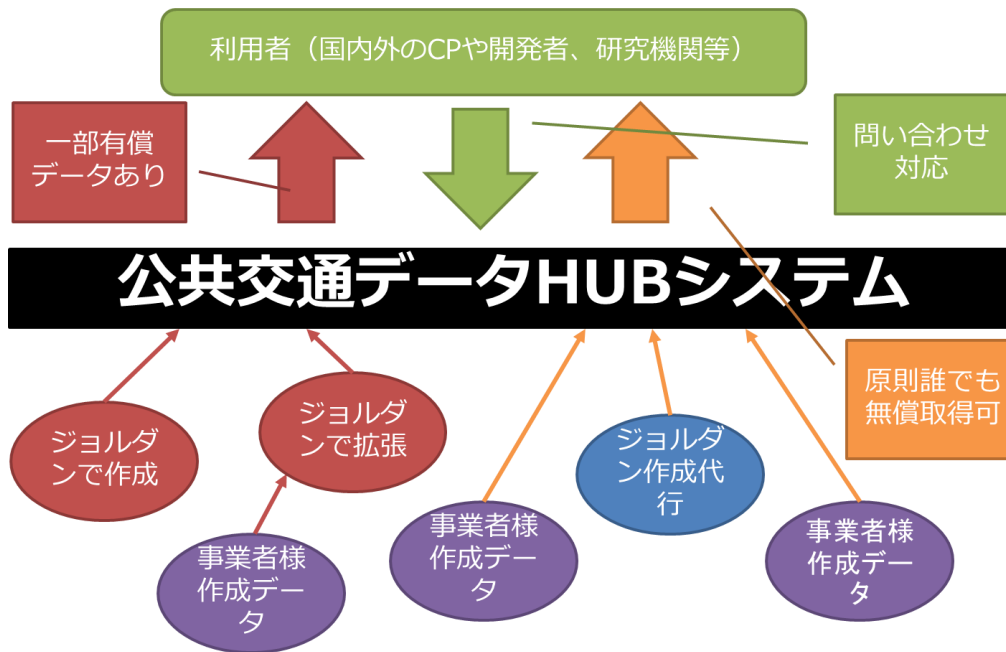 利用者（国内外のCPや開発者、研究機関等）
一部有償
データあり
問い合わせ
対応
公共交通データHUBシステム
原則誰でも
無償取得可
ジョルダ
ンで作成
ジョルダ
ンで拡張
事業者様
作成デー
タ
事業者様
作成デー
タ
ジョルダ
ン作成代
行
事業者様
作成デー
タ